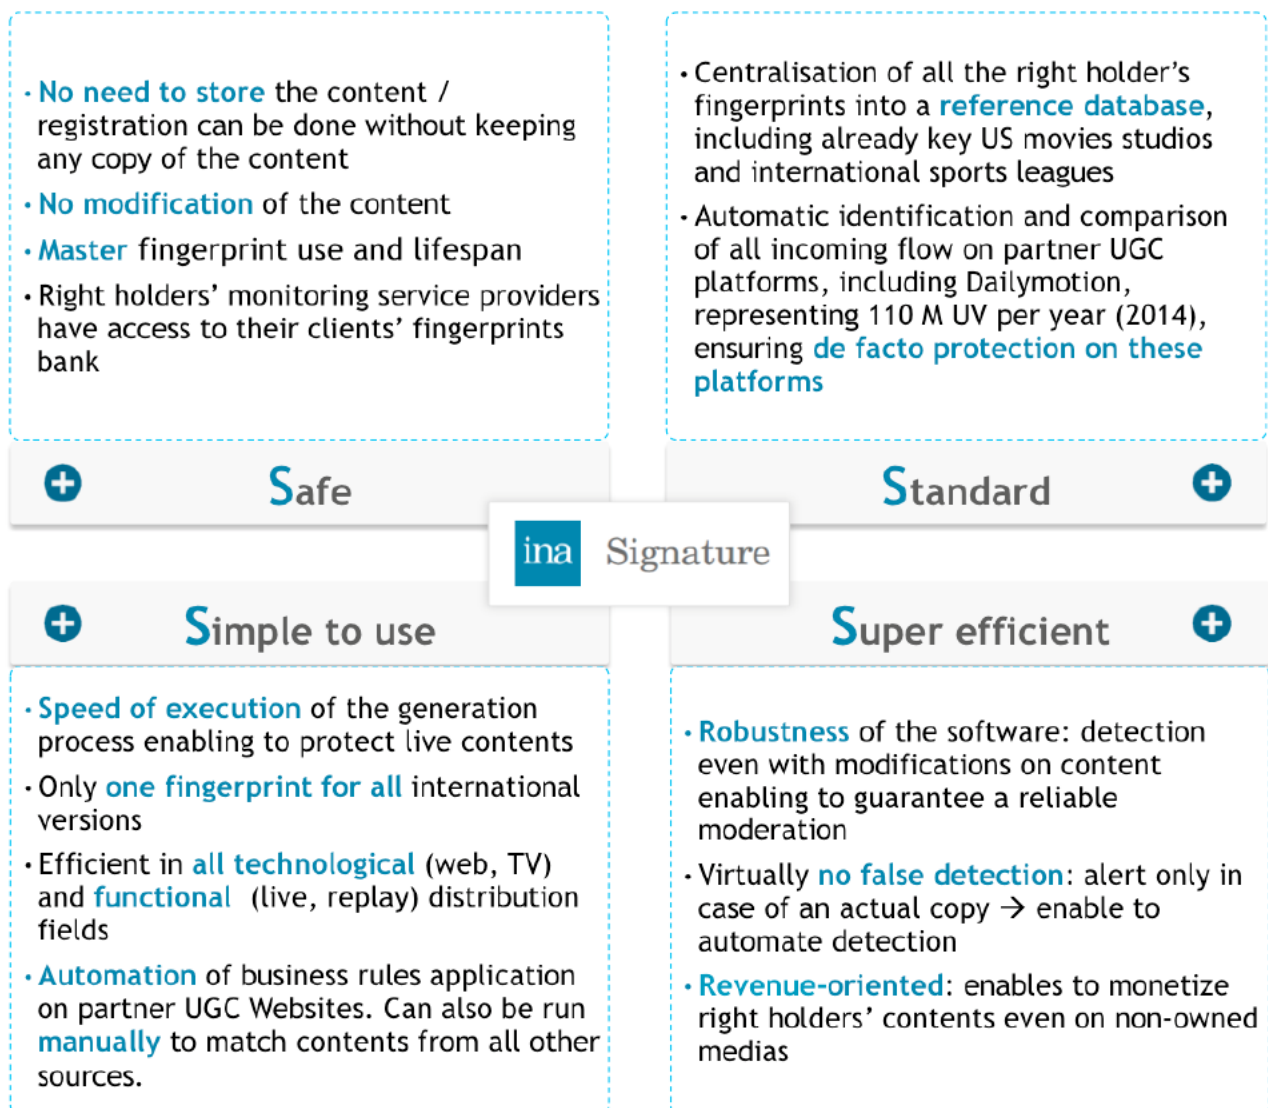 · No need to store the content /
registration can be done without keeping
any copy of the content
· No modification of the content
· Master fingerprint use and lifespan
· Right holders’ monitoring service providers
have access to their clients’ fingerprints
bank
Safe
· Centralisation of all the right holder’s
fingerprints into a reference database,
including already key US movies studios
and international sports leagues
· Automatic identification and comparison
of all incoming flow on partner UGC
platforms, including Dailymotion,
representing 110 M UV per year (2014),
ensuring de facto protection on these
platforms
Standard
ina Signature
Simple to use
· Speed of execution of the generation
process enabling to protect live contents
· Only one fingerprint for all international
versions
· Efficient in all technological (web, TV)
and functional (live, replay) distribution
fields
· Automation of business rules application
on partner UGC Websites. Can also be run
manually to match contents from all other
sources.
Super efficient
· Robustness of the software: detection
even with modifications on content
enabling to guarantee a reliable
moderation
· Virtually no false detection: alert only in
case of an actual copy → enable to
automate detection
· Revenue-oriented: enables to monetize
right holders’ contents even on non-owned
medias